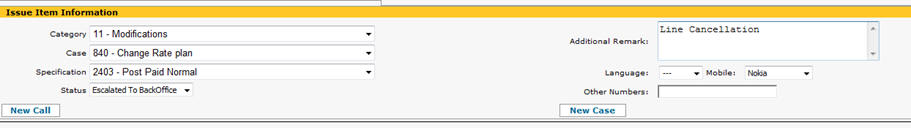 Issue Item Information
Category 11 - Modifications
Case 840 - Change Rate plan
Specification 2403 - Post Paid Normal
Status Escalated To BackOffice
New Call
Additional Remark: Line Cancellation
Language: --- Mobile: Nokia
Other Numbers:
New Case